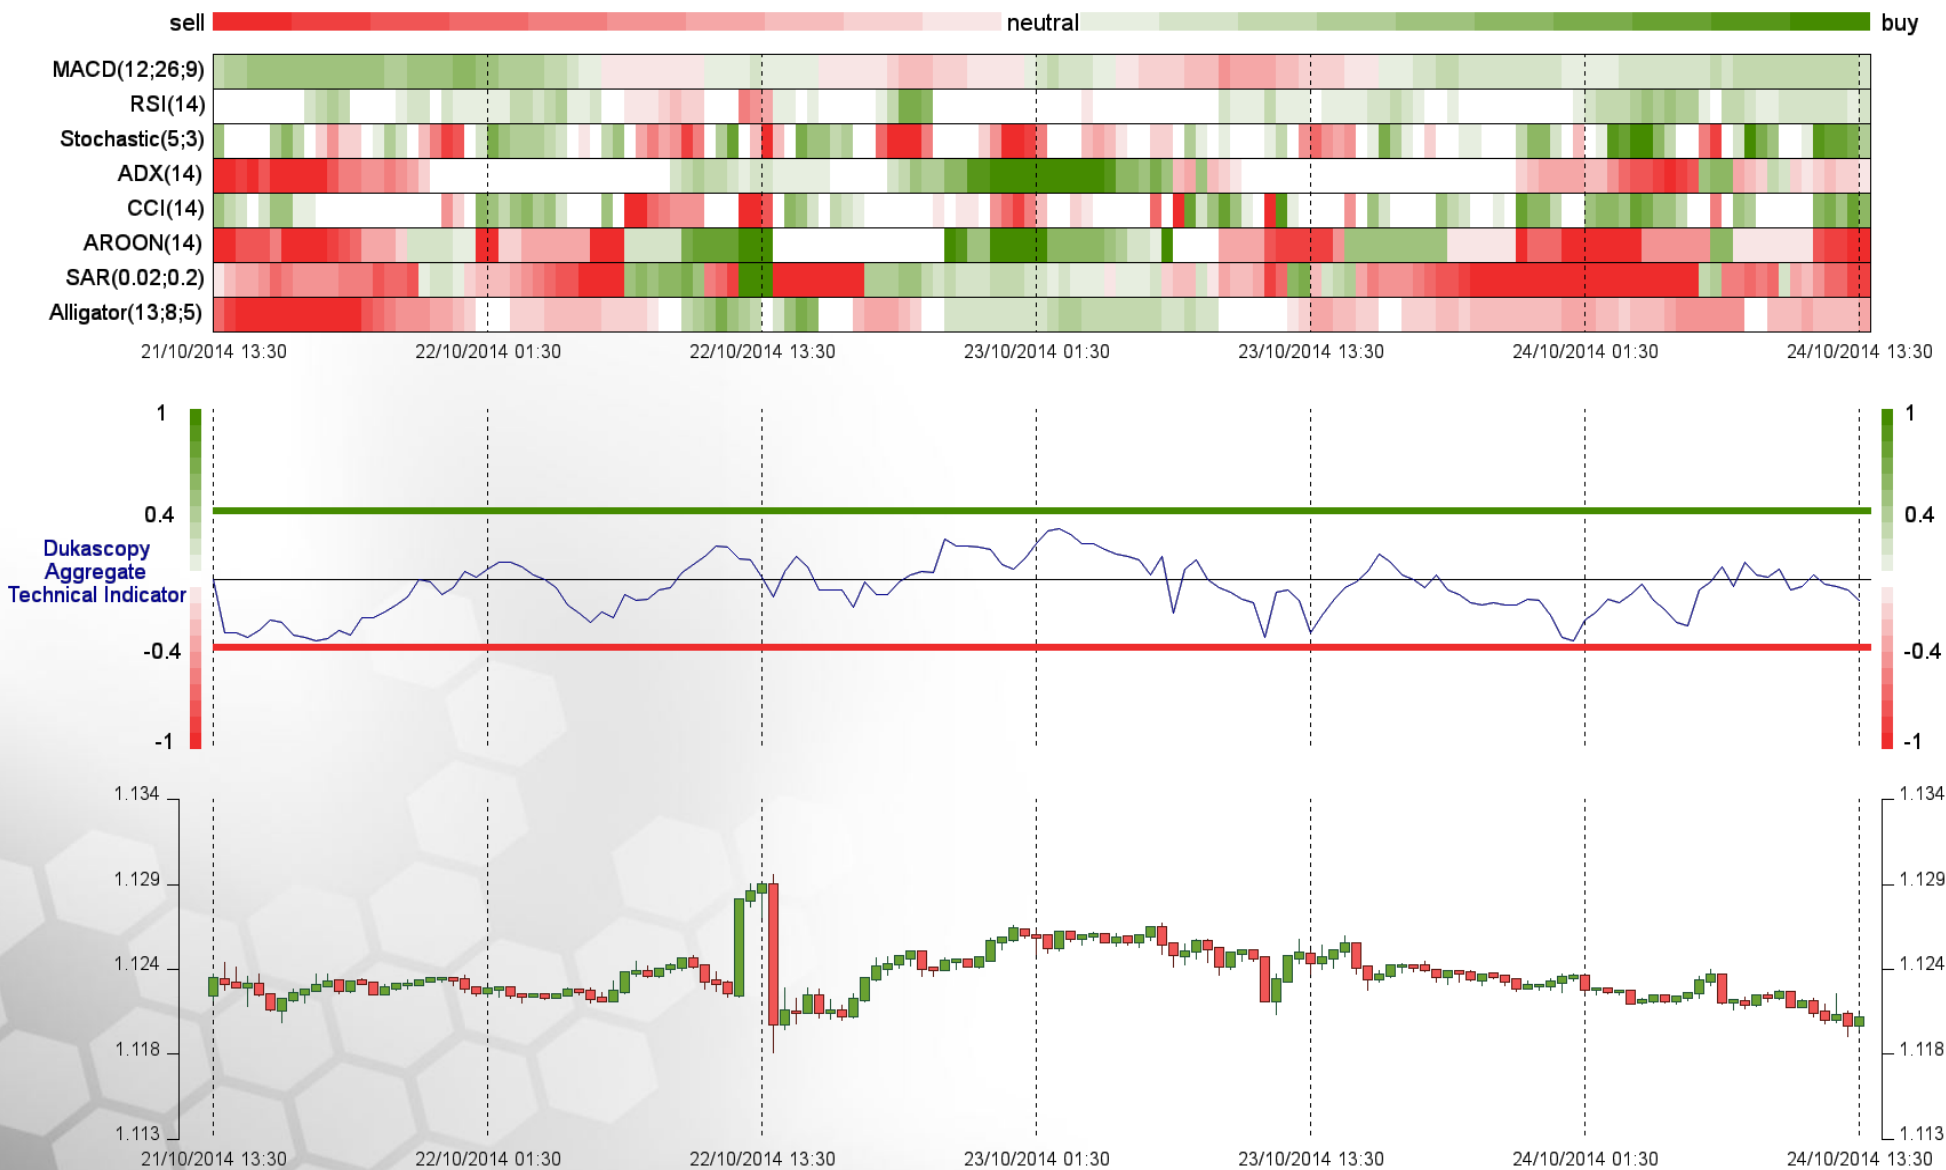 sell neutral buy
MACD(12;26;9)
RSI(14)
Stochastic(5;3)
ADX(14)
CCI(14)
AROON(14)
SAR(0.02;0.2)
Alligator(13;8;5)
21/10/2014 13:30 22/10/2014 01:30 22/10/2014 13:30 23/10/2014 01:30 23/10/2014 13:30 24/10/2014 01:30 24/10/2014 13:30
1 1
0.4 0.4
Dukascopy
Aggregate
Technical Indicator
-0.4 -0.4
-1 -1
1.134 1.134
1.129 1.129
1.124 1.124
1.118 1.118
1.113 1.113
21/10/2014 13:30 22/10/2014 01:30 22/10/2014 13:30 23/10/2014 01:30 23/10/2014 13:30 24/10/2014 01:30 24/10/2014 13:30